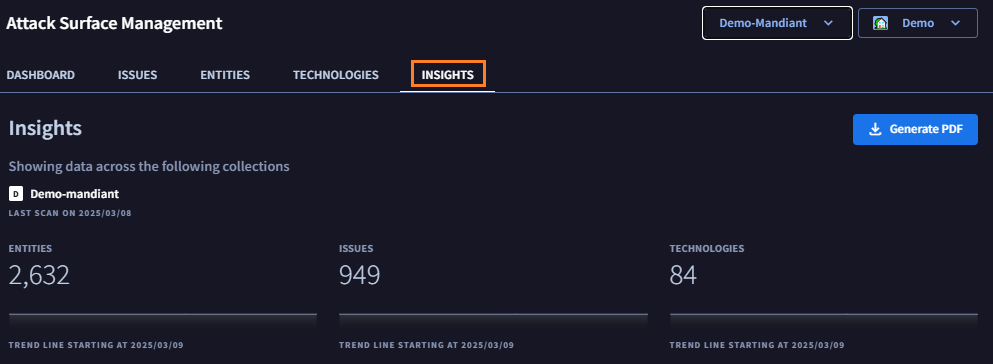 Attack Surface Management
Demo-Mandiant
Demo
DASHBOARD ISSUES ENTITIES TECHNOLOGIES INSIGHTS
Insights
Generate PDF
Showing data across the following collections
D Demo-mandiant
LAST SCAN ON 2025/03/08
ENTITIES ISSUES TECHNOLOGIES
2,632 949 84
TREND LINE STARTING AT 2025/03/09 TREND LINE STARTING AT 2025/03/09 TREND LINE STARTING AT 2025/03/09